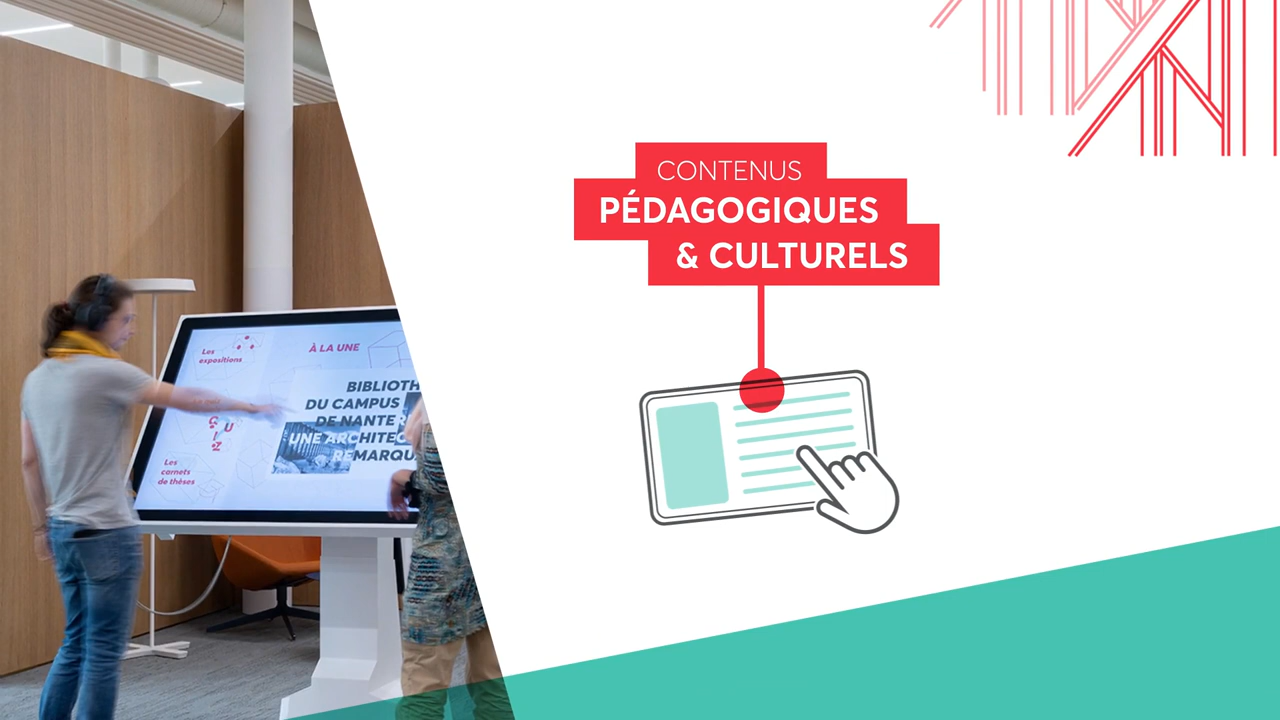 CONTENUS
PÉDAGOGIQUES
& CULTURELS
Les
expositions
À LA UNE
BIBLIOTH
DU CAMPUS
DE NANTE
UNE ARCHITEC
REMARQU
Les
carnets
de thèses